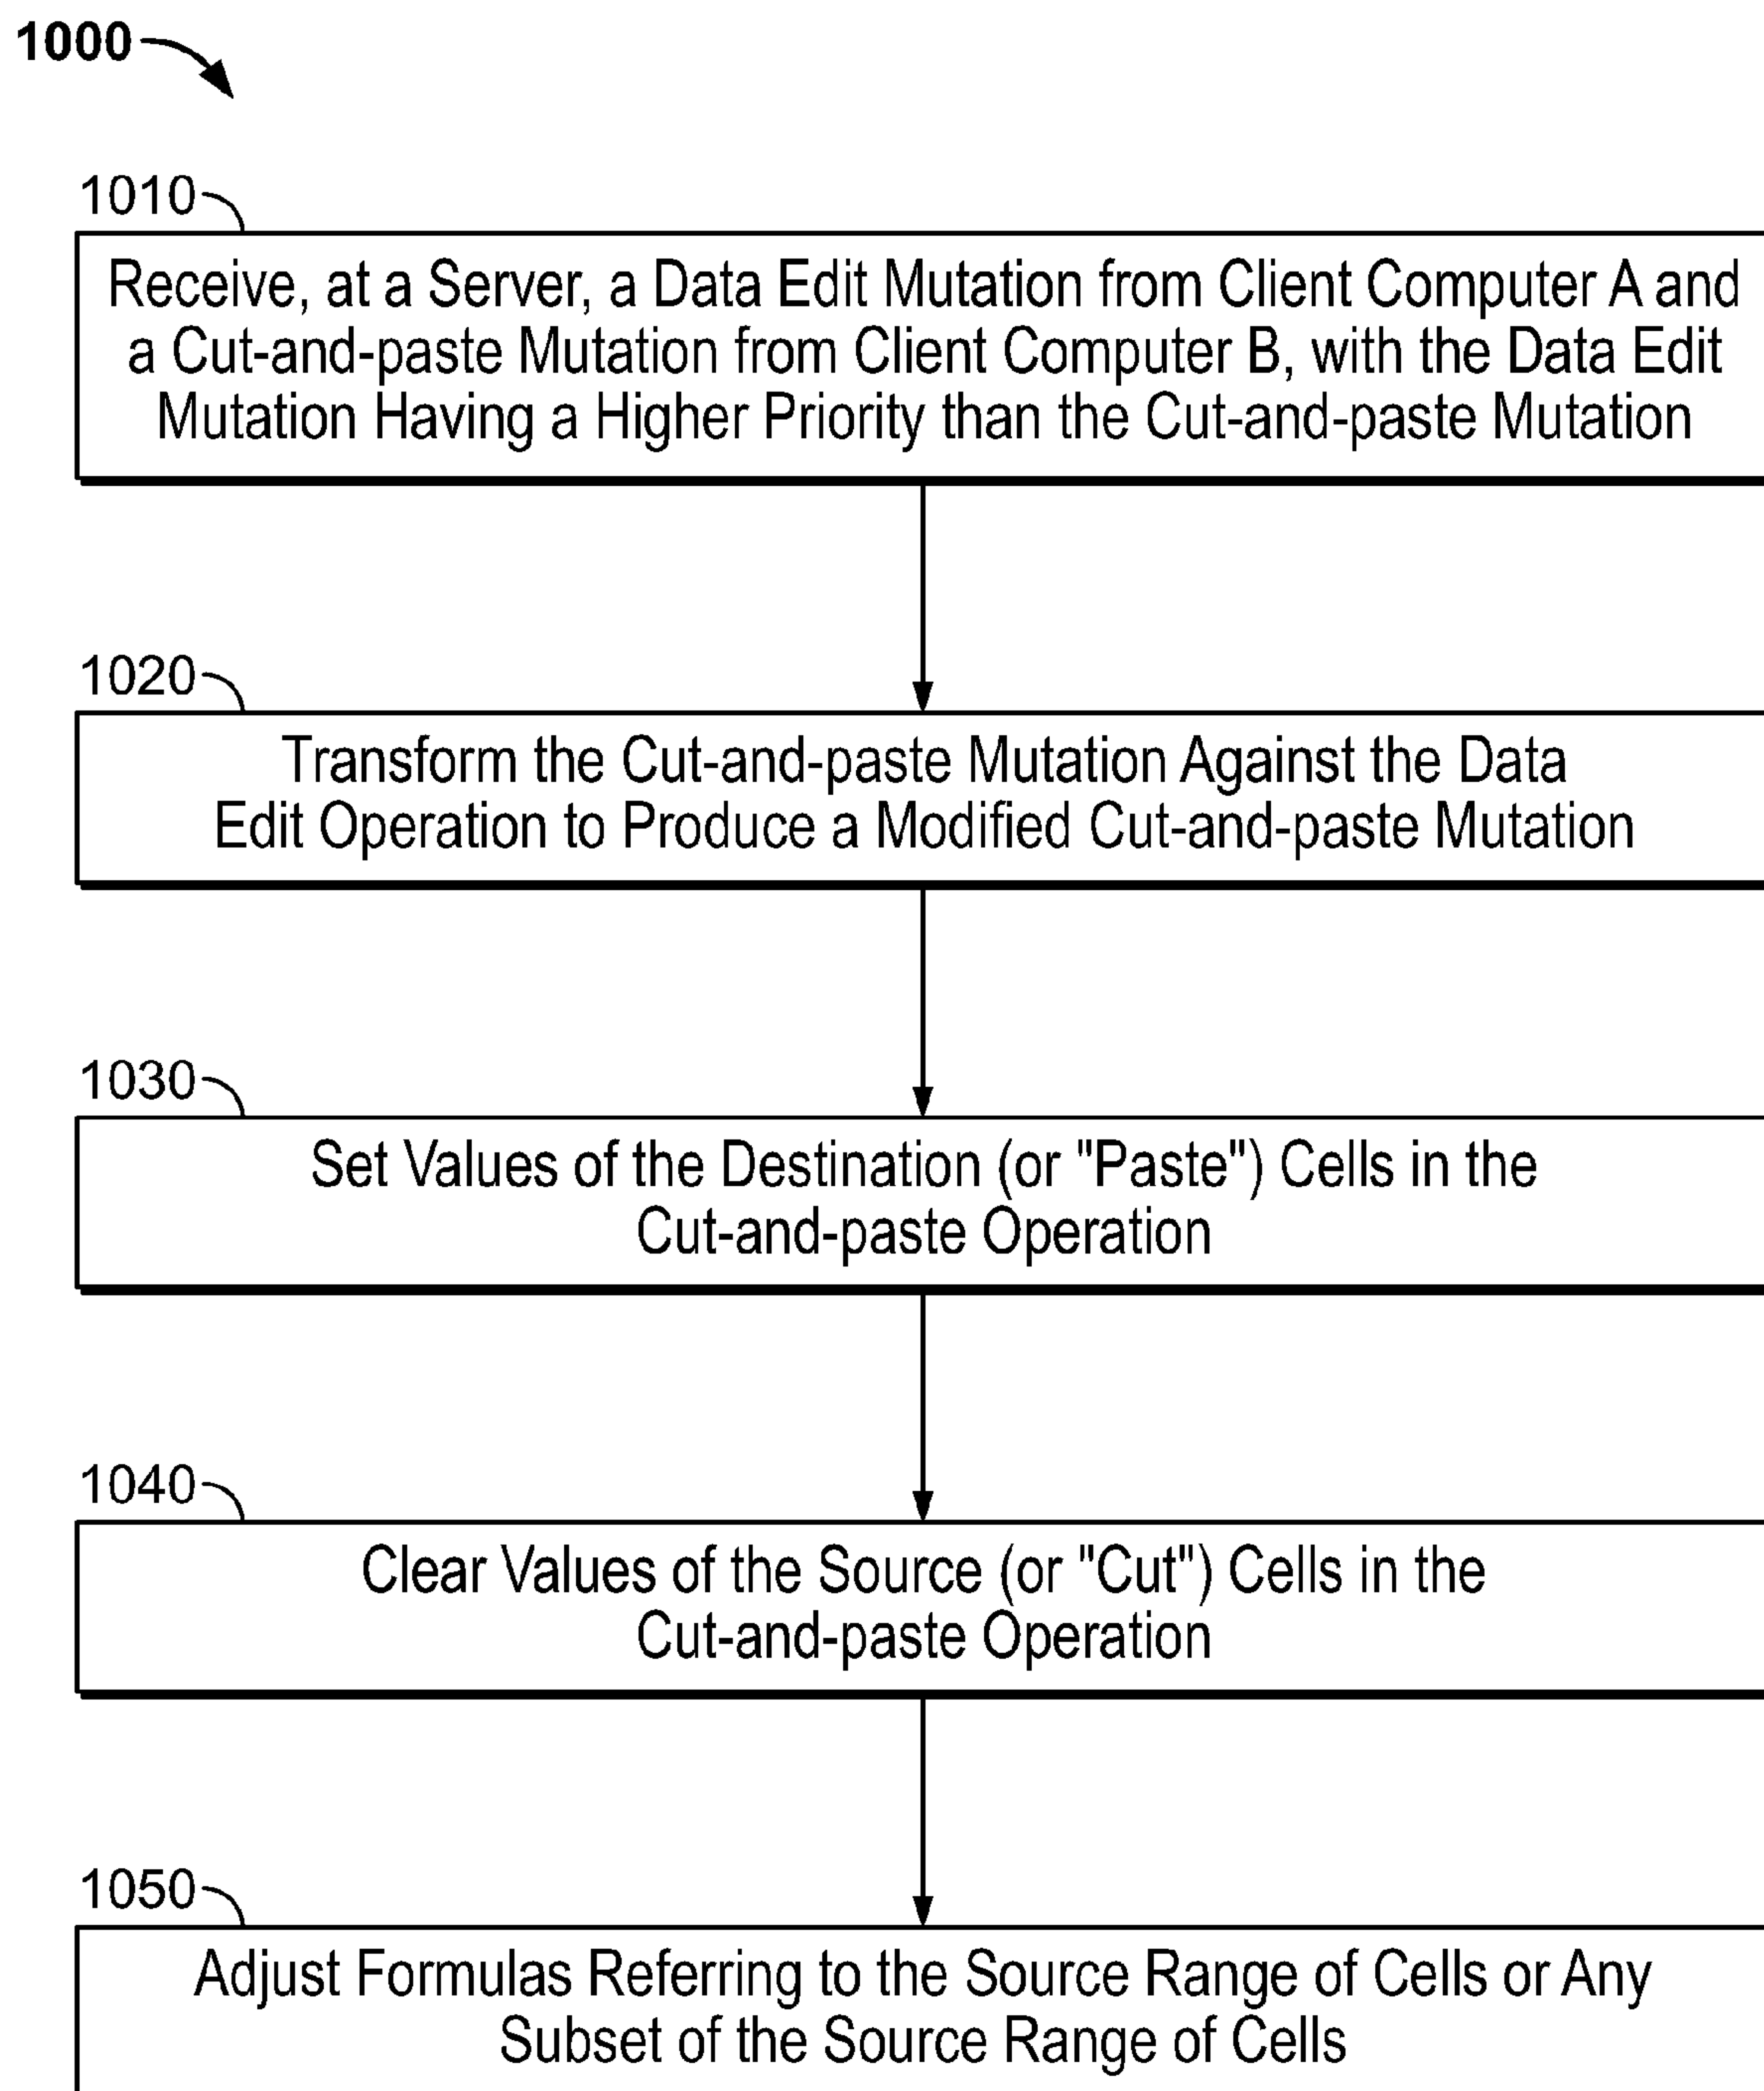 1000
1010
Receive, at a Server, a Data Edit Mutation from Client Computer A and
a Cut-and-paste Mutation from Client Computer B, with the Data Edit
Mutation Having a Higher Priority than the Cut-and-paste Mutation
1020
Transform the Cut-and-paste Mutation Against the Data
Edit Operation to Produce a Modified Cut-and-paste Mutation
1030
Set Values of the Destination (or "Paste") Cells in the
Cut-and-paste Operation
1040
Clear Values of the Source (or "Cut") Cells in the
Cut-and-paste Operation
1050
Adjust Formulas Referring to the Source Range of Cells or Any
Subset of the Source Range of Cells